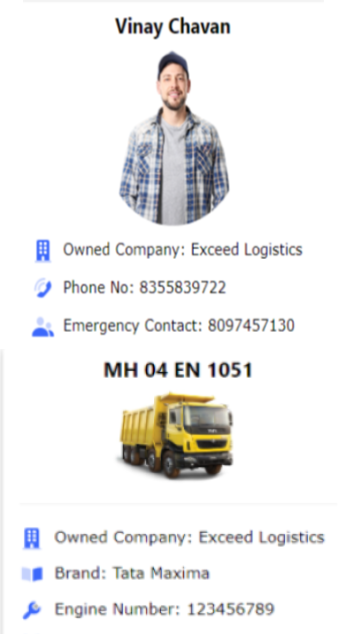 Vinay Chavan
Owned Company: Exceed Logistics
Phone No: 8355839722
Emergency Contact: 8097457130
MH 04 EN 1051
Owned Company: Exceed Logistics
Brand: Tata Maxima
Engine Number: 123456789